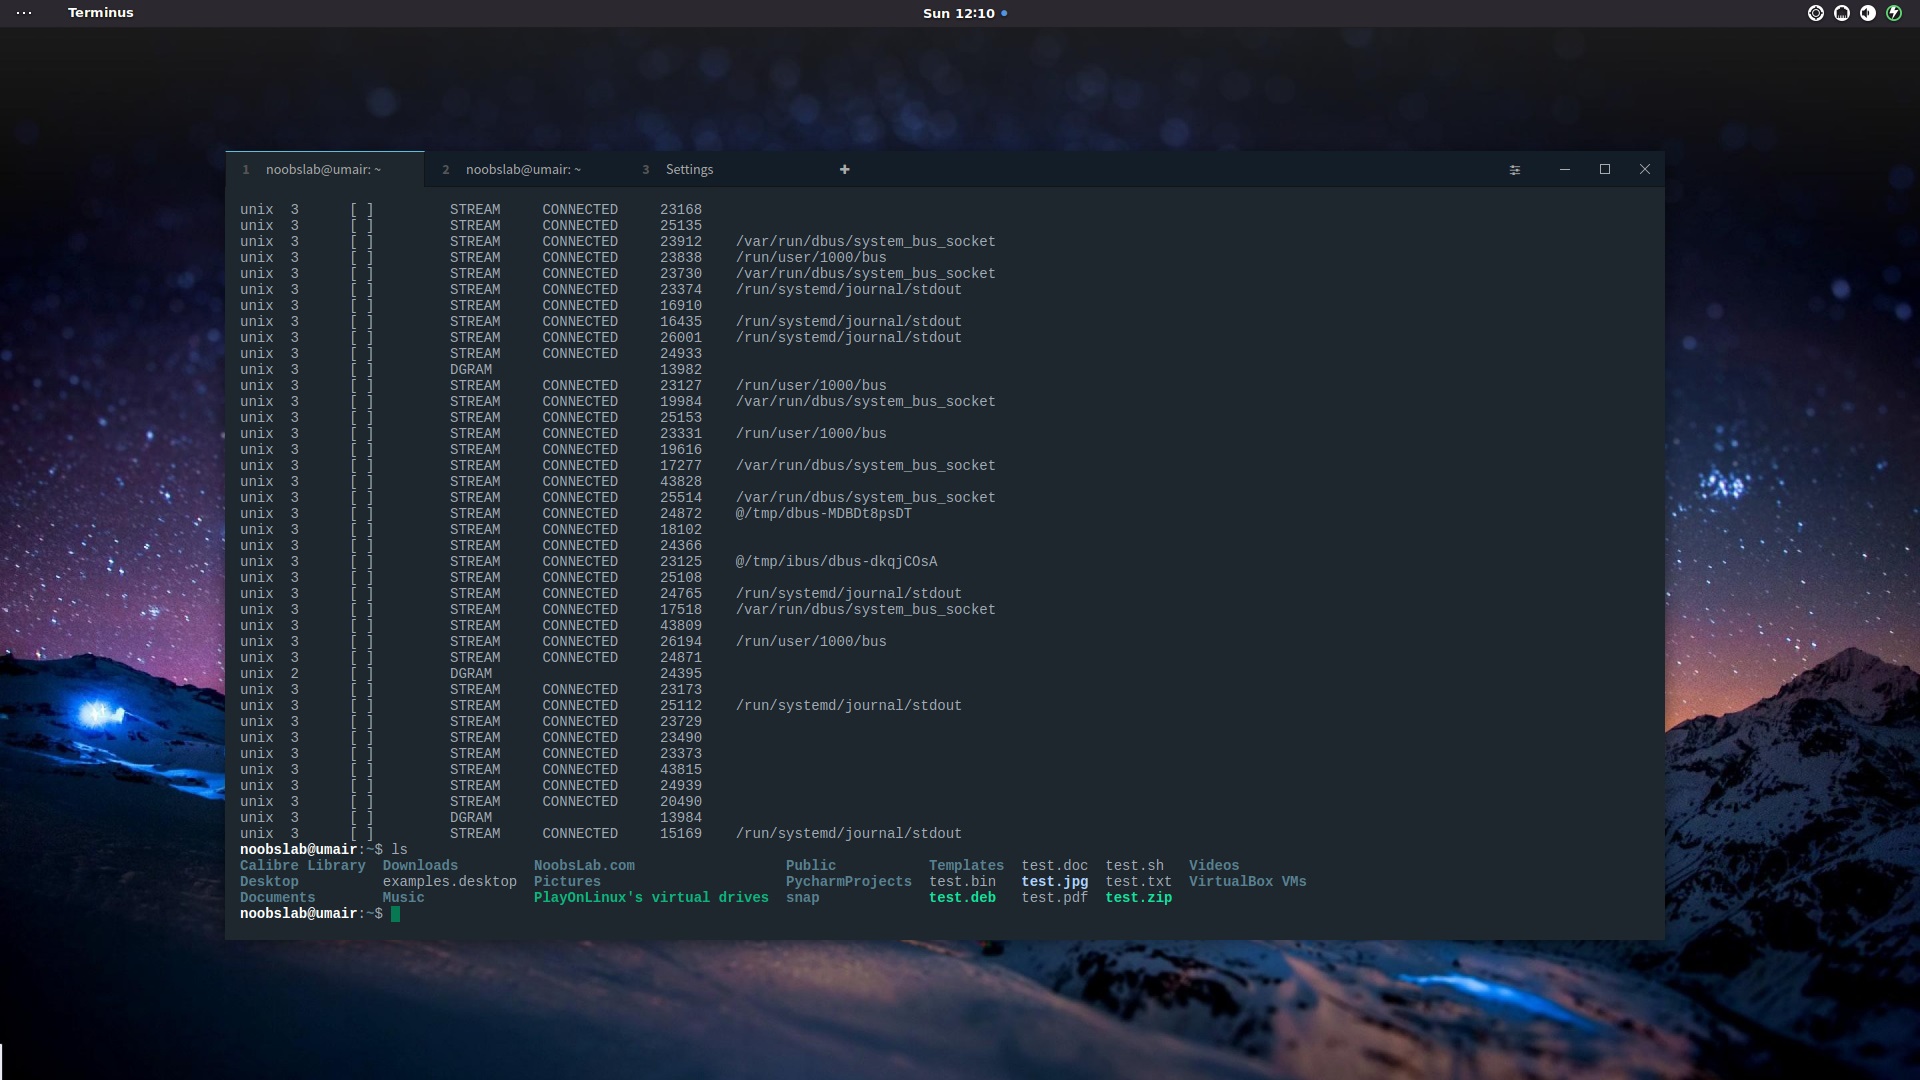 Terminus
Sun 12:10
1 noobslab@umair: ~ 2 noobslab@umair: ~ 3 Settings +
unix 3 [ ] STREAM CONNECTED 23168
unix 3 [ ] STREAM CONNECTED 25135
unix 3 [ ] STREAM CONNECTED 23912 /var/run/dbus/system_bus_socket
unix 3 [ ] STREAM CONNECTED 23838 /run/user/1000/bus
unix 3 [ ] STREAM CONNECTED 23730 /var/run/dbus/system_bus_socket
unix 3 [ ] STREAM CONNECTED 23374 /run/systemd/journal/stdout
unix 3 [ ] STREAM CONNECTED 16910
unix 3 [ ] STREAM CONNECTED 16435 /run/systemd/journal/stdout
unix 3 [ ] STREAM CONNECTED 26001 /run/systemd/journal/stdout
unix 3 [ ] STREAM CONNECTED 24933
unix 3 [ ] DGRAM 13982
unix 3 [ ] STREAM CONNECTED 23127 /run/user/1000/bus
unix 3 [ ] STREAM CONNECTED 19984 /var/run/dbus/system_bus_socket
unix 3 [ ] STREAM CONNECTED 25153
unix 3 [ ] STREAM CONNECTED 23331 /run/user/1000/bus
unix 3 [ ] STREAM CONNECTED 19616
unix 3 [ ] STREAM CONNECTED 17277 /var/run/dbus/system_bus_socket
unix 3 [ ] STREAM CONNECTED 43828
unix 3 [ ] STREAM CONNECTED 25514 /var/run/dbus/system_bus_socket
unix 3 [ ] STREAM CONNECTED 24872 @/tmp/dbus-MDBDt8psDT
unix 3 [ ] STREAM CONNECTED 18102
unix 3 [ ] STREAM CONNECTED 24366
unix 3 [ ] STREAM CONNECTED 23125 @/tmp/ibus/dbus-dkqjCOsA
unix 3 [ ] STREAM CONNECTED 25108
unix 3 [ ] STREAM CONNECTED 24765 /run/systemd/journal/stdout
unix 3 [ ] STREAM CONNECTED 17518 /var/run/dbus/system_bus_socket
unix 3 [ ] STREAM CONNECTED 43809
unix 3 [ ] STREAM CONNECTED 26194 /run/user/1000/bus
unix 3 [ ] STREAM CONNECTED 24871
unix 2 [ ] DGRAM 24395
unix 3 [ ] STREAM CONNECTED 23173
unix 3 [ ] STREAM CONNECTED 25112 /run/systemd/journal/stdout
unix 3 [ ] STREAM CONNECTED 23729
unix 3 [ ] STREAM CONNECTED 23490
unix 3 [ ] STREAM CONNECTED 23373
unix 3 [ ] STREAM CONNECTED 43815
unix 3 [ ] STREAM CONNECTED 24939
unix 3 [ ] STREAM CONNECTED 20490
unix 3 [ ] DGRAM 13984
unix 3 [ ] STREAM CONNECTED 15169 /run/systemd/journal/stdout
noobslab@umair:~$ ls
Calibre Library Downloads NoobsLab.com Public Templates test.doc test.sh Videos
Desktop examples.desktop Pictures PycharmProjects test.bin test.jpg test.txt VirtualBox VMs
Documents Music PlayOnLinux's virtual drives snap test.deb test.pdf test.zip
noobslab@umair:~$